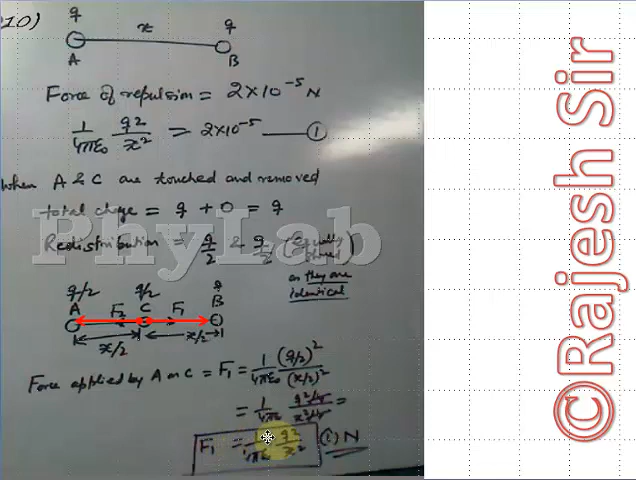 10)
q q
x
A B
Force of repulsion = 2×10⁻⁵ N
1/4πε₀ q²/x² = 2×10⁻⁵ —— ①
When A & C are touched and removed
total charge = q + 0 = q
Redistribution = q/2 & q/2 (Equally shared)
as they are
identical
q/2 q/2 q
A F₂ C F₁ B
x/2 x/2
Force applied by A on C = F₁ = 1/4πε₀ (q/2)²/(x/2)²
= 1/4πε₀ q²/4/x²/4 =
F₁ = 1/4πε₀ q²/x² (i) N
PhyLab
©Rajesh Sir